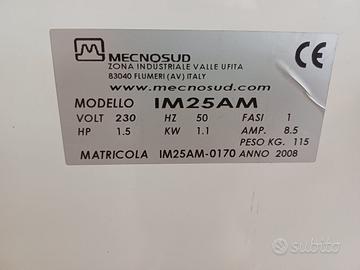 MECNOSUD
ZONA INDUSTRIALE VALLE UFITA
83040 FLUMERI (AV) ITALY
www.mecnosud.com
CE
MODELLO IM25AM
VOLT 230 HZ 50 FASI 1
HP 1.5 KW 1.1 AMP. 8.5
PESO KG. 115
MATRICOLA IM25AM-0170 ANNO 2008
subito